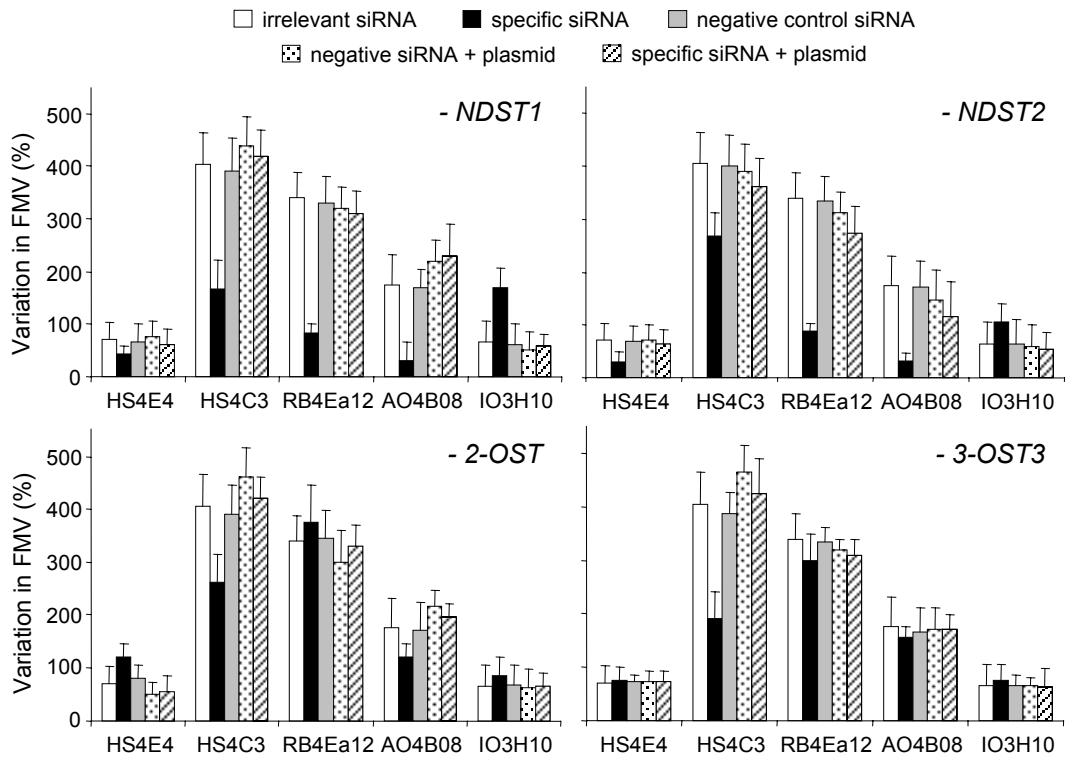 irrelevant siRNA specific siRNA negative control siRNA
negative siRNA + plasmid specific siRNA + plasmid
Variation in FMV (%)
500
400
300
200
100
0
- NDST1
HS4E4 HS4C3 RB4Ea12 AO4B08 IO3H10
- NDST2
HS4E4 HS4C3 RB4Ea12 AO4B08 IO3H10
Variation in FMV (%)
500
400
300
200
100
0
- 2-OST
HS4E4 HS4C3 RB4Ea12 AO4B08 IO3H10
- 3-OST3
HS4E4 HS4C3 RB4Ea12 AO4B08 IO3H10